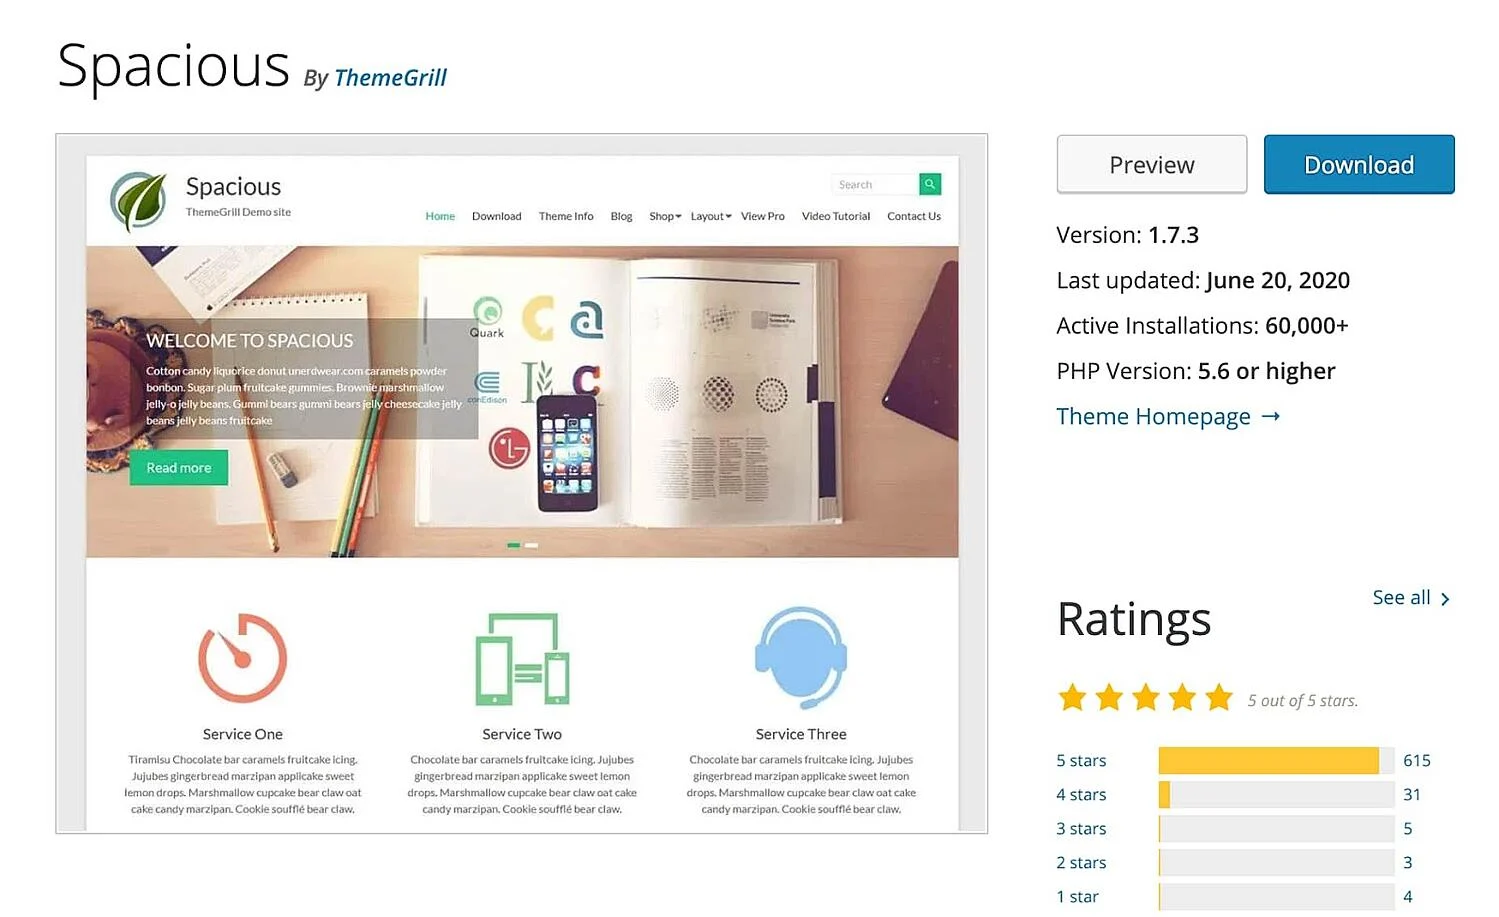 Spacious By ThemeGrill
Preview
Download
Spacious
ThemeGrill Demo site
Search
Home Download Theme Info Blog Shop Layout View Pro Video Tutorial Contact Us
WELCOME TO SPACIOUS
Cotton candy liquorice donut unerdwear.com caramels powder
bonbon. Sugar plum fruitcake gummies. Brownie marshmallow
jelly-o jelly beans. Gummi bears gummi bears jelly cheesecake jelly
beans jelly beans fruitcake
Read more
Quark
conEdison
LG
Service One
Tiramisu Chocolate bar caramels fruitcake icing.
Jujubes gingerbread marzipan applicake sweet
lemon drops. Marshmallow cupcake bear claw oat
cake candy marzipan. Cookie soufflé bear claw.
Service Two
Chocolate bar caramels fruitcake icing. Jujubes
gingerbread marzipan applicake sweet lemon
drops. Marshmallow cupcake bear claw oat cake
candy marzipan. Cookie soufflé bear claw.
Service Three
Chocolate bar caramels fruitcake icing. Jujubes
gingerbread marzipan applicake sweet lemon
drops. Marshmallow cupcake bear claw oat cake
candy marzipan. Cookie soufflé bear claw.
Version: 1.7.3
Last updated: June 20, 2020
Active Installations: 60,000+
PHP Version: 5.6 or higher
Theme Homepage →
Ratings
See all >
5 out of 5 stars.
5 stars 615
4 stars 31
3 stars 5
2 stars 3
1 star 4